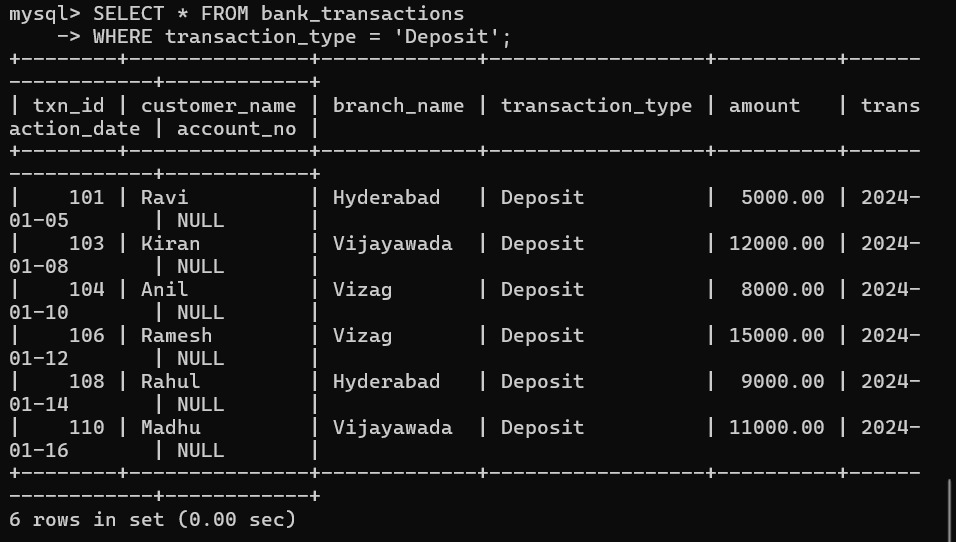 mysql> SELECT * FROM bank_transactions
    -> WHERE transaction_type = 'Deposit';
+--------+---------------+-------------+------------------+----------+------
------------+------------+
| txn_id | customer_name | branch_name | transaction_type | amount   | trans
action_date | account_no |
+--------+---------------+-------------+------------------+----------+------
------------+------------+
|    101 | Ravi          | Hyderabad   | Deposit          |  5000.00 | 2024-
01-05       | NULL       |
|    103 | Kiran         | Vijayawada  | Deposit          | 12000.00 | 2024-
01-08       | NULL       |
|    104 | Anil          | Vizag       | Deposit          |  8000.00 | 2024-
01-10       | NULL       |
|    106 | Ramesh        | Vizag       | Deposit          | 15000.00 | 2024-
01-12       | NULL       |
|    108 | Rahul         | Hyderabad   | Deposit          |  9000.00 | 2024-
01-14       | NULL       |
|    110 | Madhu         | Vijayawada  | Deposit          | 11000.00 | 2024-
01-16       | NULL       |
+--------+---------------+-------------+------------------+----------+------
------------+------------+
6 rows in set (0.00 sec)